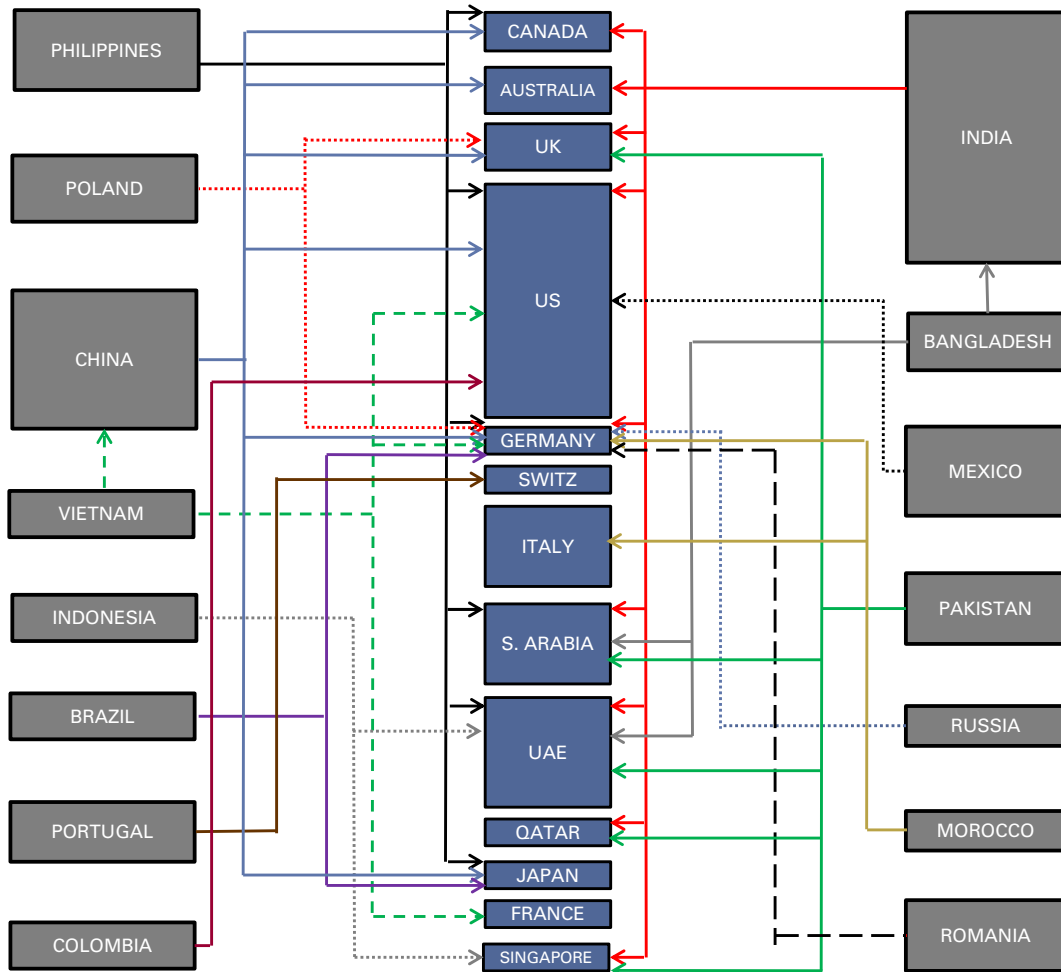 PHILIPPINES
POLAND
CHINA
VIETNAM
INDONESIA
BRAZIL
PORTUGAL
COLOMBIA
CANADA
AUSTRALIA
UK
US
GERMANY
SWITZ
ITALY
S. ARABIA
UAE
QATAR
JAPAN
FRANCE
SINGAPORE
INDIA
BANGLADESH
MEXICO
PAKISTAN
RUSSIA
MOROCCO
ROMANIA